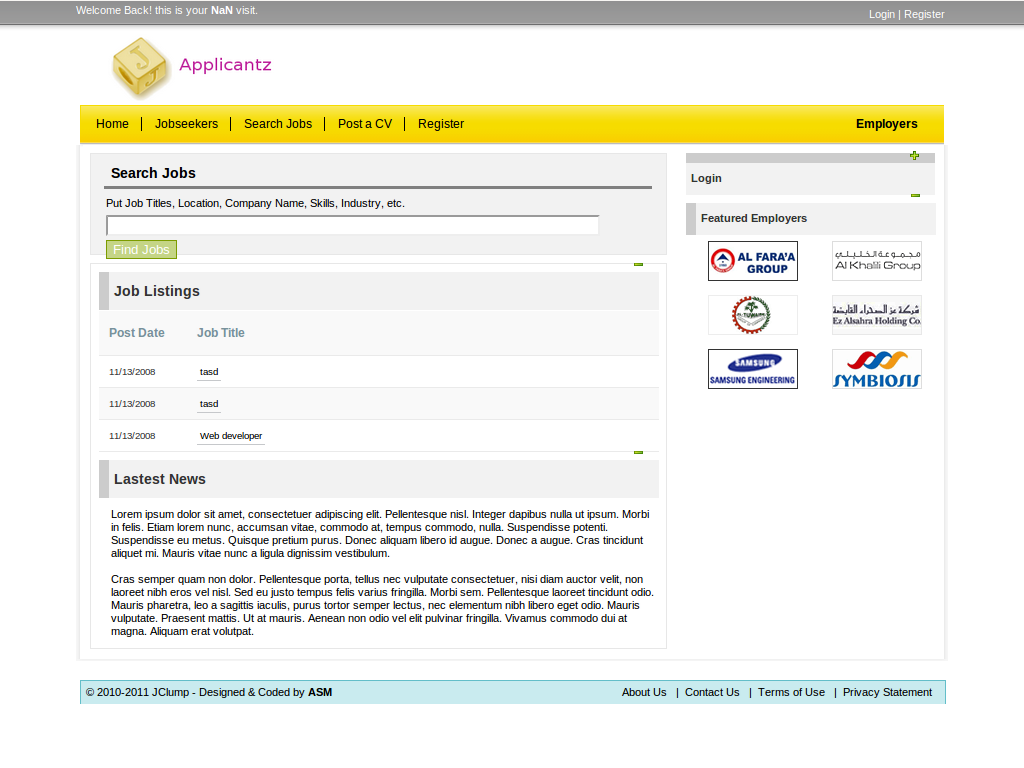 Welcome Back! this is your NaN visit.
Login | Register
Applicantz
Home
Jobseekers
Search Jobs
Post a CV
Register
Employers
Search Jobs
Put Job Titles, Location, Company Name, Skills, Industry, etc.
Find Jobs
Job Listings
Post Date Job Title
11/13/2008 tasd
11/13/2008 tasd
11/13/2008 Web developer
Lastest News
Lorem ipsum dolor sit amet, consectetuer adipiscing elit. Pellentesque nisl. Integer dapibus nulla ut ipsum. Morbi
in felis. Etiam lorem nunc, accumsan vitae, commodo at, tempus commodo, nulla. Suspendisse potenti.
Suspendisse eu metus. Quisque pretium purus. Donec aliquam libero id augue. Donec a augue. Cras tincidunt
aliquet mi. Mauris vitae nunc a ligula dignissim vestibulum.
Cras semper quam non dolor. Pellentesque porta, tellus nec vulputate consectetuer, nisi diam auctor velit, non
laoreet nibh eros vel nisl. Sed eu justo tempus felis varius fringilla. Morbi sem. Pellentesque laoreet tincidunt odio.
Mauris pharetra, leo a sagittis iaculis, purus tortor semper lectus, nec elementum nibh libero eget odio. Mauris
vulputate. Praesent mattis. Ut at mauris. Aenean non odio vel elit pulvinar fringilla. Vivamus commodo dui at
magna. Aliquam erat volutpat.
Login
Featured Employers
AL FARA'A
GROUP
مجموعة الخليلي
Al Khalili Group
شركة عز الصحراء القابضة
Ez Alsahra Holding Co.
SAMSUNG
SAMSUNG ENGINEERING
SYMBIOSIS
© 2010-2011 JClump - Designed & Coded by ASM
About Us | Contact Us | Terms of Use | Privacy Statement